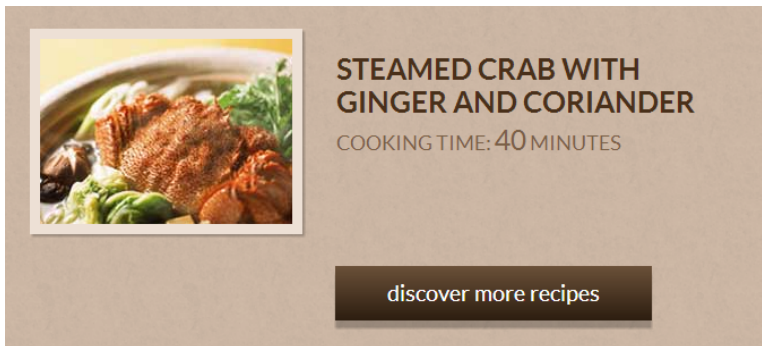 STEAMED CRAB WITH
GINGER AND CORIANDER
COOKING TIME: 40 MINUTES
discover more recipes